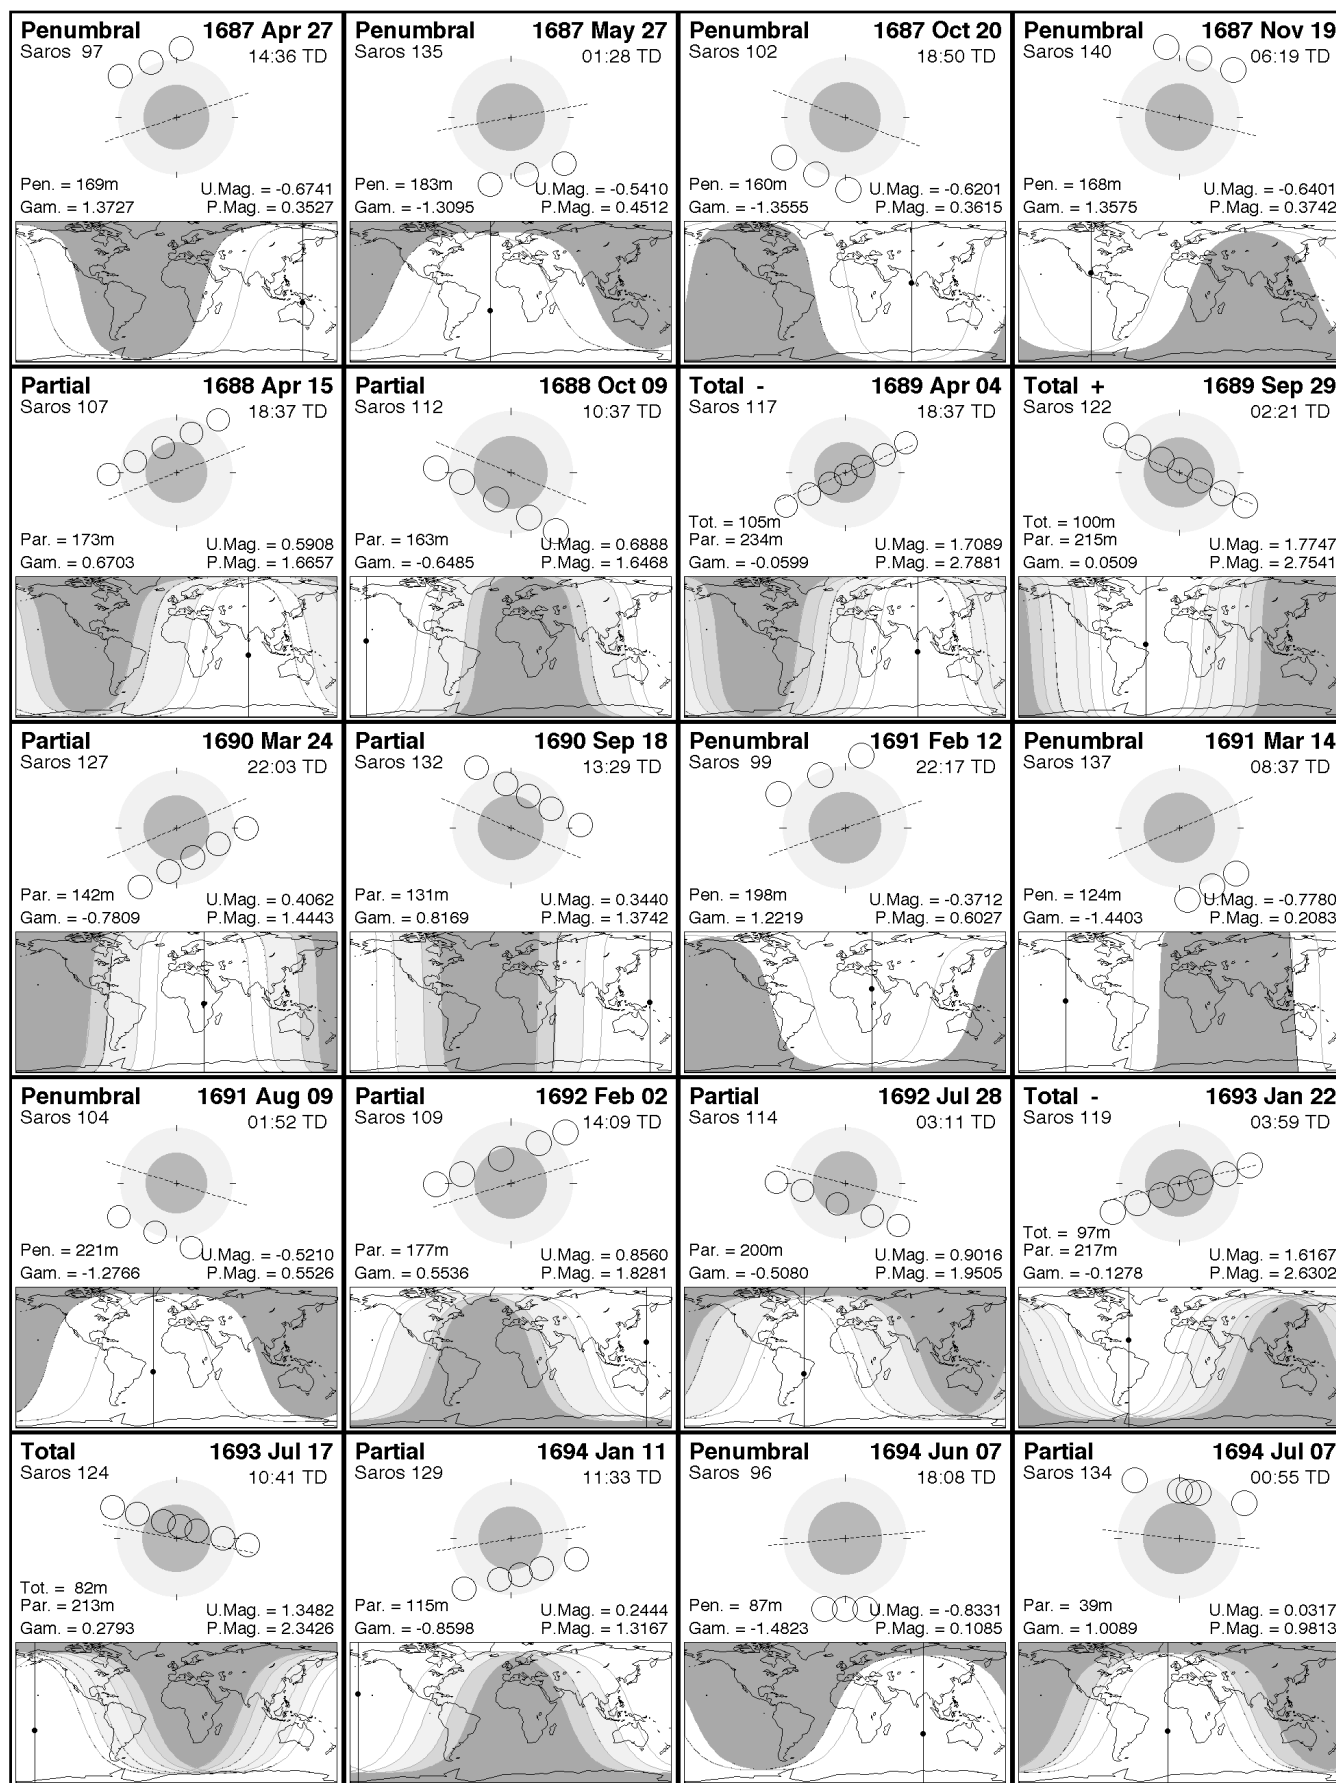 Penumbral 1687 Apr 27
Saros 97 14:36 TD
Pen. = 169m U.Mag. = -0.6741
Gam. = 1.3727 P.Mag. = 0.3527
Penumbral 1687 May 27
Saros 135 01:28 TD
Pen. = 183m U.Mag. = -0.5410
Gam. = -1.3095 P.Mag. = 0.4512
Penumbral 1687 Oct 20
Saros 102 18:50 TD
Pen. = 160m U.Mag. = -0.6201
Gam. = -1.3555 P.Mag. = 0.3615
Penumbral 1687 Nov 19
Saros 140 06:19 TD
Pen. = 168m U.Mag. = -0.6401
Gam. = 1.3575 P.Mag. = 0.3742
Partial 1688 Apr 15
Saros 107 18:37 TD
Par. = 173m U.Mag. = 0.5908
Gam. = 0.6703 P.Mag. = 1.6657
Partial 1688 Oct 09
Saros 112 10:37 TD
Par. = 163m U.Mag. = 0.6888
Gam. = -0.6485 P.Mag. = 1.6468
Total - 1689 Apr 04
Saros 117 18:37 TD
Tot. = 105m
Par. = 234m U.Mag. = 1.7089
Gam. = -0.0599 P.Mag. = 2.7881
Total + 1689 Sep 29
Saros 122 02:21 TD
Tot. = 100m
Par. = 215m U.Mag. = 1.7747
Gam. = 0.0509 P.Mag. = 2.7541
Partial 1690 Mar 24
Saros 127 22:03 TD
Par. = 142m U.Mag. = 0.4062
Gam. = -0.7809 P.Mag. = 1.4443
Partial 1690 Sep 18
Saros 132 13:29 TD
Par. = 131m U.Mag. = 0.3440
Gam. = 0.8169 P.Mag. = 1.3742
Penumbral 1691 Feb 12
Saros 99 22:17 TD
Pen. = 198m U.Mag. = -0.3712
Gam. = 1.2219 P.Mag. = 0.6027
Penumbral 1691 Mar 14
Saros 137 08:37 TD
Pen. = 124m U.Mag. = -0.7780
Gam. = -1.4403 P.Mag. = 0.2083
Penumbral 1691 Aug 09
Saros 104 01:52 TD
Pen. = 221m U.Mag. = -0.5210
Gam. = -1.2766 P.Mag. = 0.5526
Partial 1692 Feb 02
Saros 109 14:09 TD
Par. = 177m U.Mag. = 0.8560
Gam. = 0.5536 P.Mag. = 1.8281
Partial 1692 Jul 28
Saros 114 03:11 TD
Par. = 200m U.Mag. = 0.9016
Gam. = -0.5080 P.Mag. = 1.9505
Total - 1693 Jan 22
Saros 119 03:59 TD
Tot. = 97m
Par. = 217m U.Mag. = 1.6167
Gam. = -0.1278 P.Mag. = 2.6302
Total 1693 Jul 17
Saros 124 10:41 TD
Tot. = 82m
Par. = 213m U.Mag. = 1.3482
Gam. = 0.2793 P.Mag. = 2.3426
Partial 1694 Jan 11
Saros 129 11:33 TD
Par. = 115m U.Mag. = 0.2444
Gam. = -0.8598 P.Mag. = 1.3167
Penumbral 1694 Jun 07
Saros 96 18:08 TD
Pen. = 87m U.Mag. = -0.8331
Gam. = -1.4823 P.Mag. = 0.1085
Partial 1694 Jul 07
Saros 134 00:55 TD
Par. = 39m U.Mag. = 0.0317
Gam. = 1.0089 P.Mag. = 0.9813